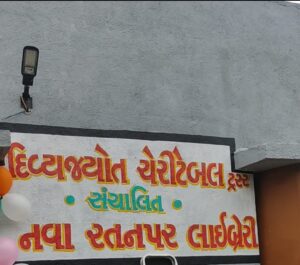 દિવ્યજ્યોત ચેરીટેબલ ટ્રસ્ટ
• સંચાલિત •
નવા રતનપર લાઈબ્રેરી